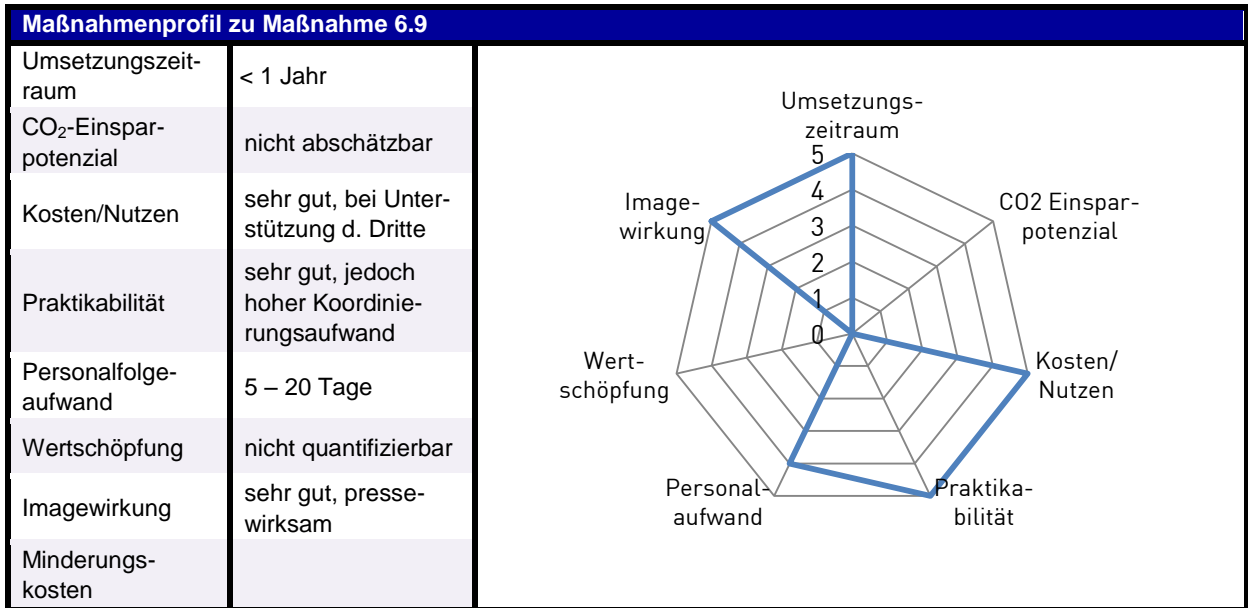 Maßnahmenprofil zu Maßnahme 6.9
Umsetzungszeit-
raum
< 1 Jahr
CO₂-Einspar-
potenzial
nicht abschätzbar
Kosten/Nutzen
sehr gut, bei Unter-
stützung d. Dritte
Praktikabilität
sehr gut, jedoch
hoher Koordinie-
rungsaufwand
Personalfolge-
aufwand
5 – 20 Tage
Wertschöpfung
nicht quantifizierbar
Imagewirkung
sehr gut, presse-
wirksam
Minderungs-
kosten
Umsetzungs-
zeitraum
5
4
3
2
1
0
CO2 Einspar-
potenzial
Kosten/
Nutzen
Praktika-
bilität
Personal-
aufwand
Wert-
schöpfung
Image-
wirkung